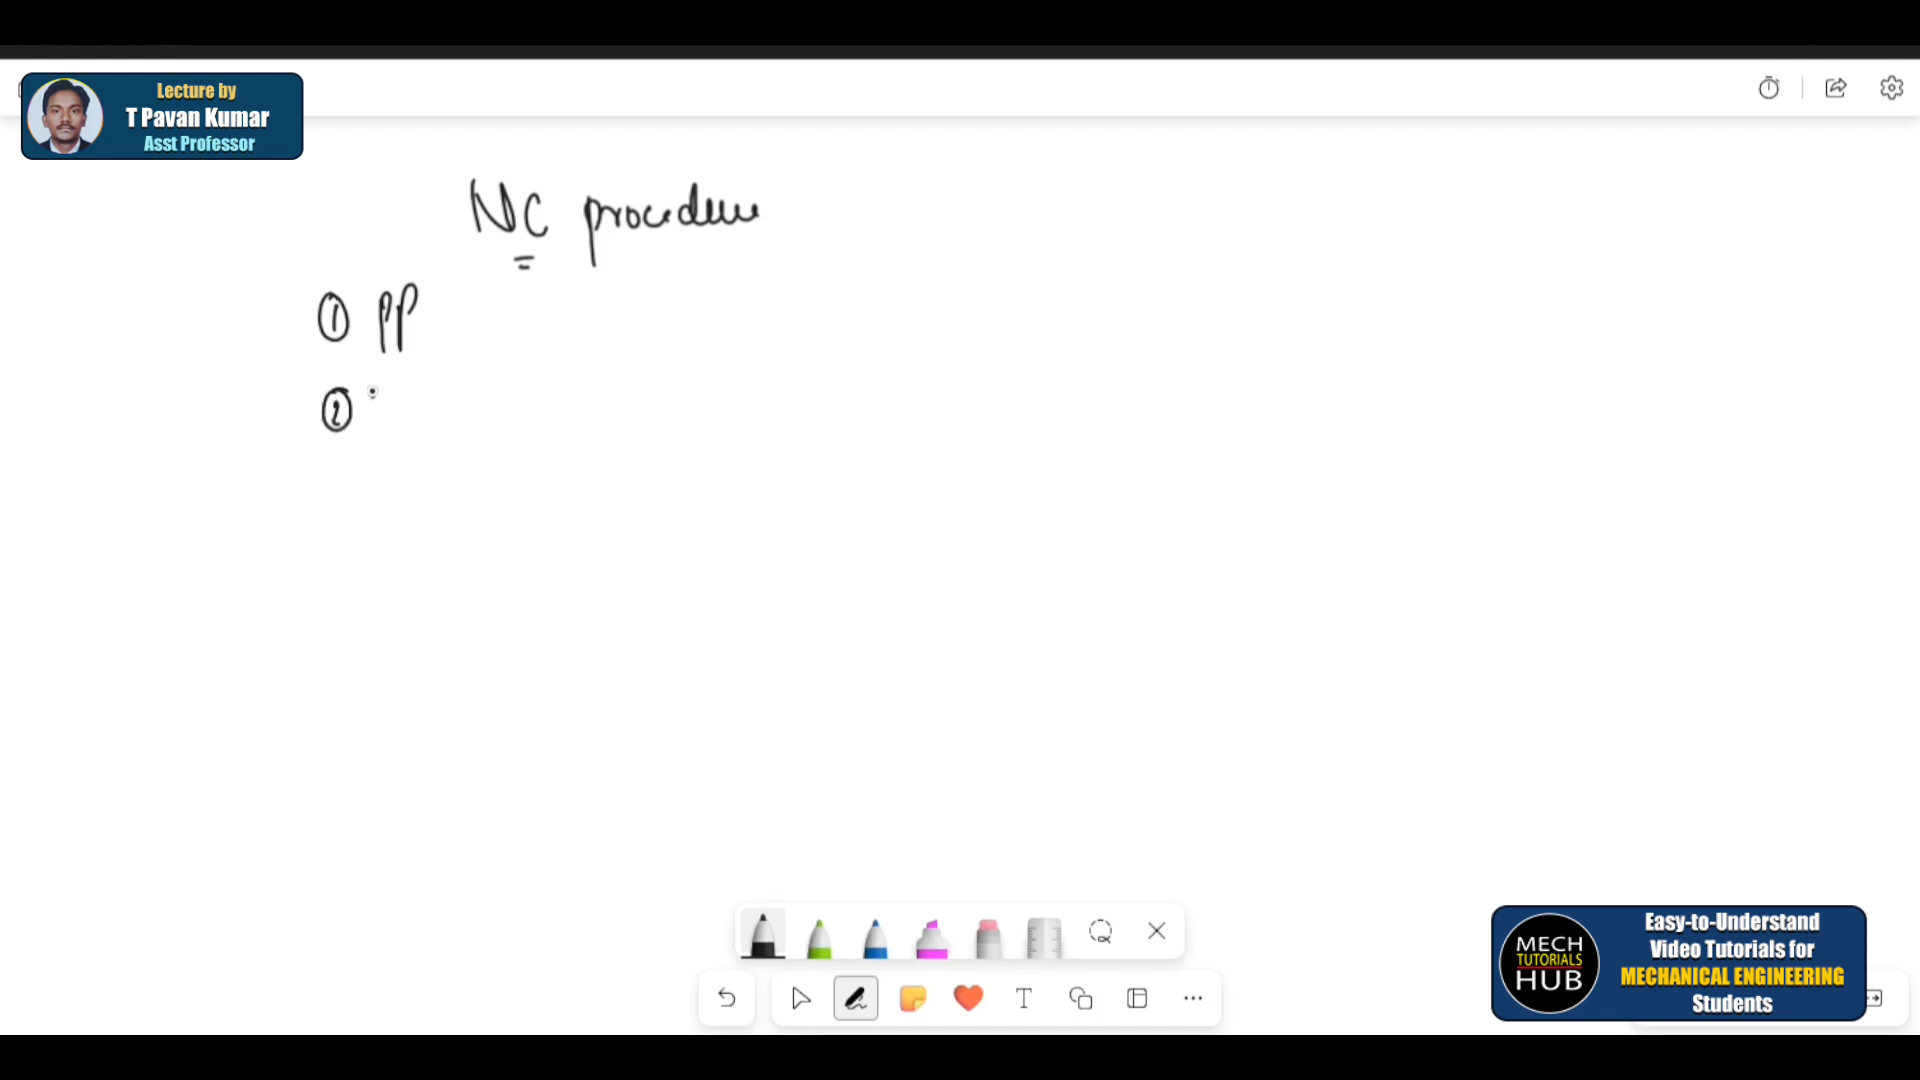 Lecture by
T Pavan Kumar
Asst Professor
NC procedure
① PP
②
MECH
TUTORIALS
HUB
Easy-to-Understand
Video Tutorials for
MECHANICAL ENGINEERING
Students